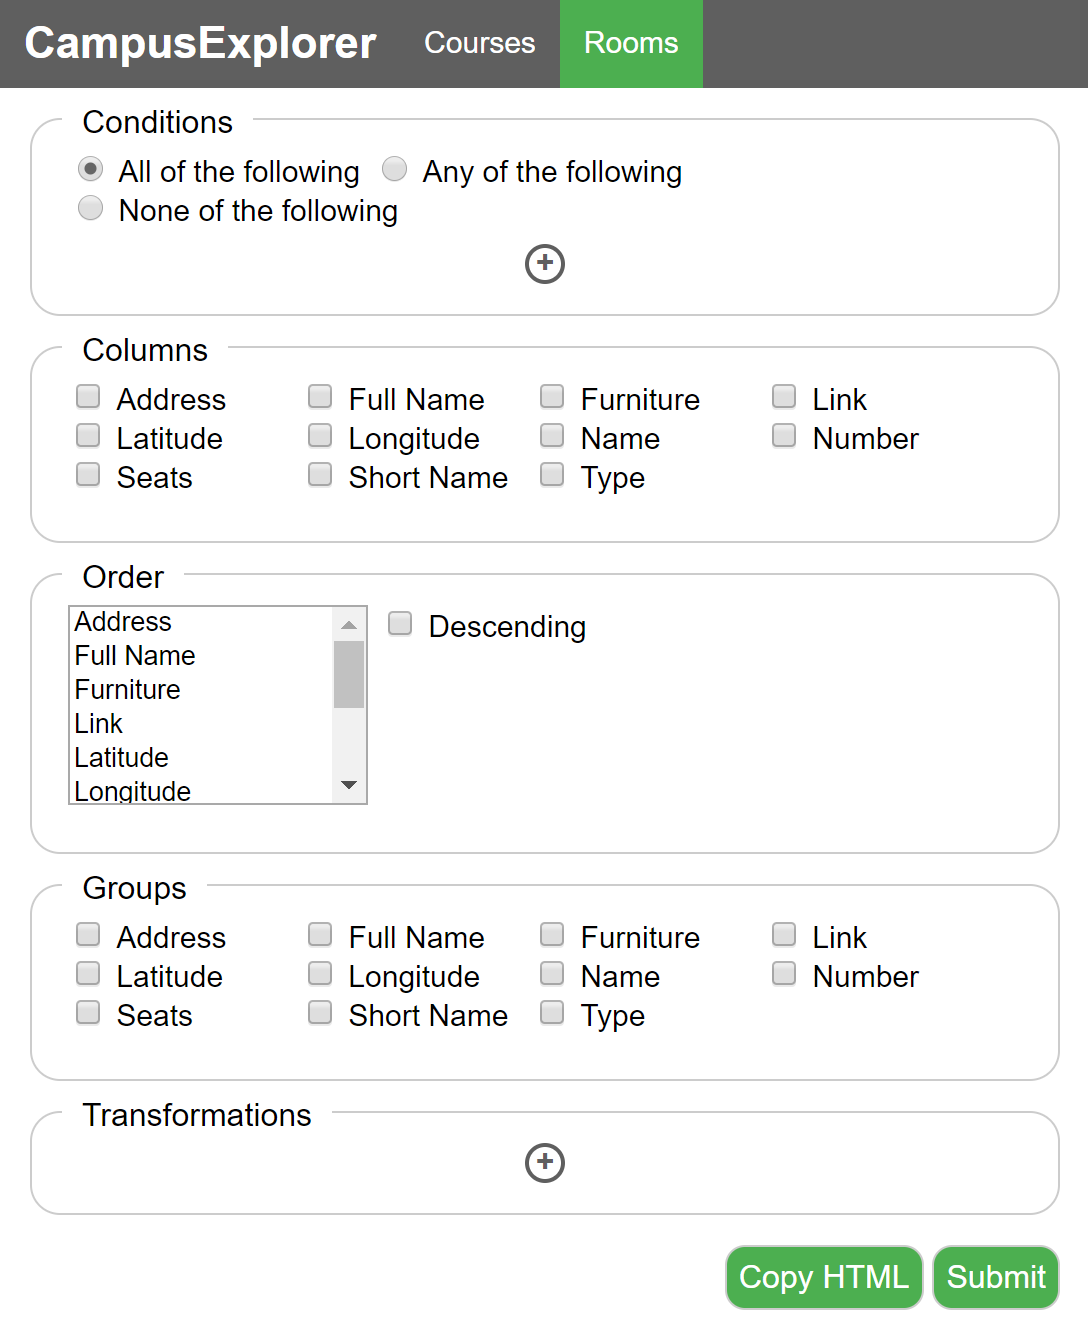 CampusExplorer Courses Rooms
Conditions
All of the following Any of the following
None of the following
+
Columns
Address Full Name Furniture Link
Latitude Longitude Name Number
Seats Short Name Type
Order
Address
Full Name
Furniture
Link
Latitude
Longitude
Descending
Groups
Address Full Name Furniture Link
Latitude Longitude Name Number
Seats Short Name Type
Transformations
+
Copy HTML Submit